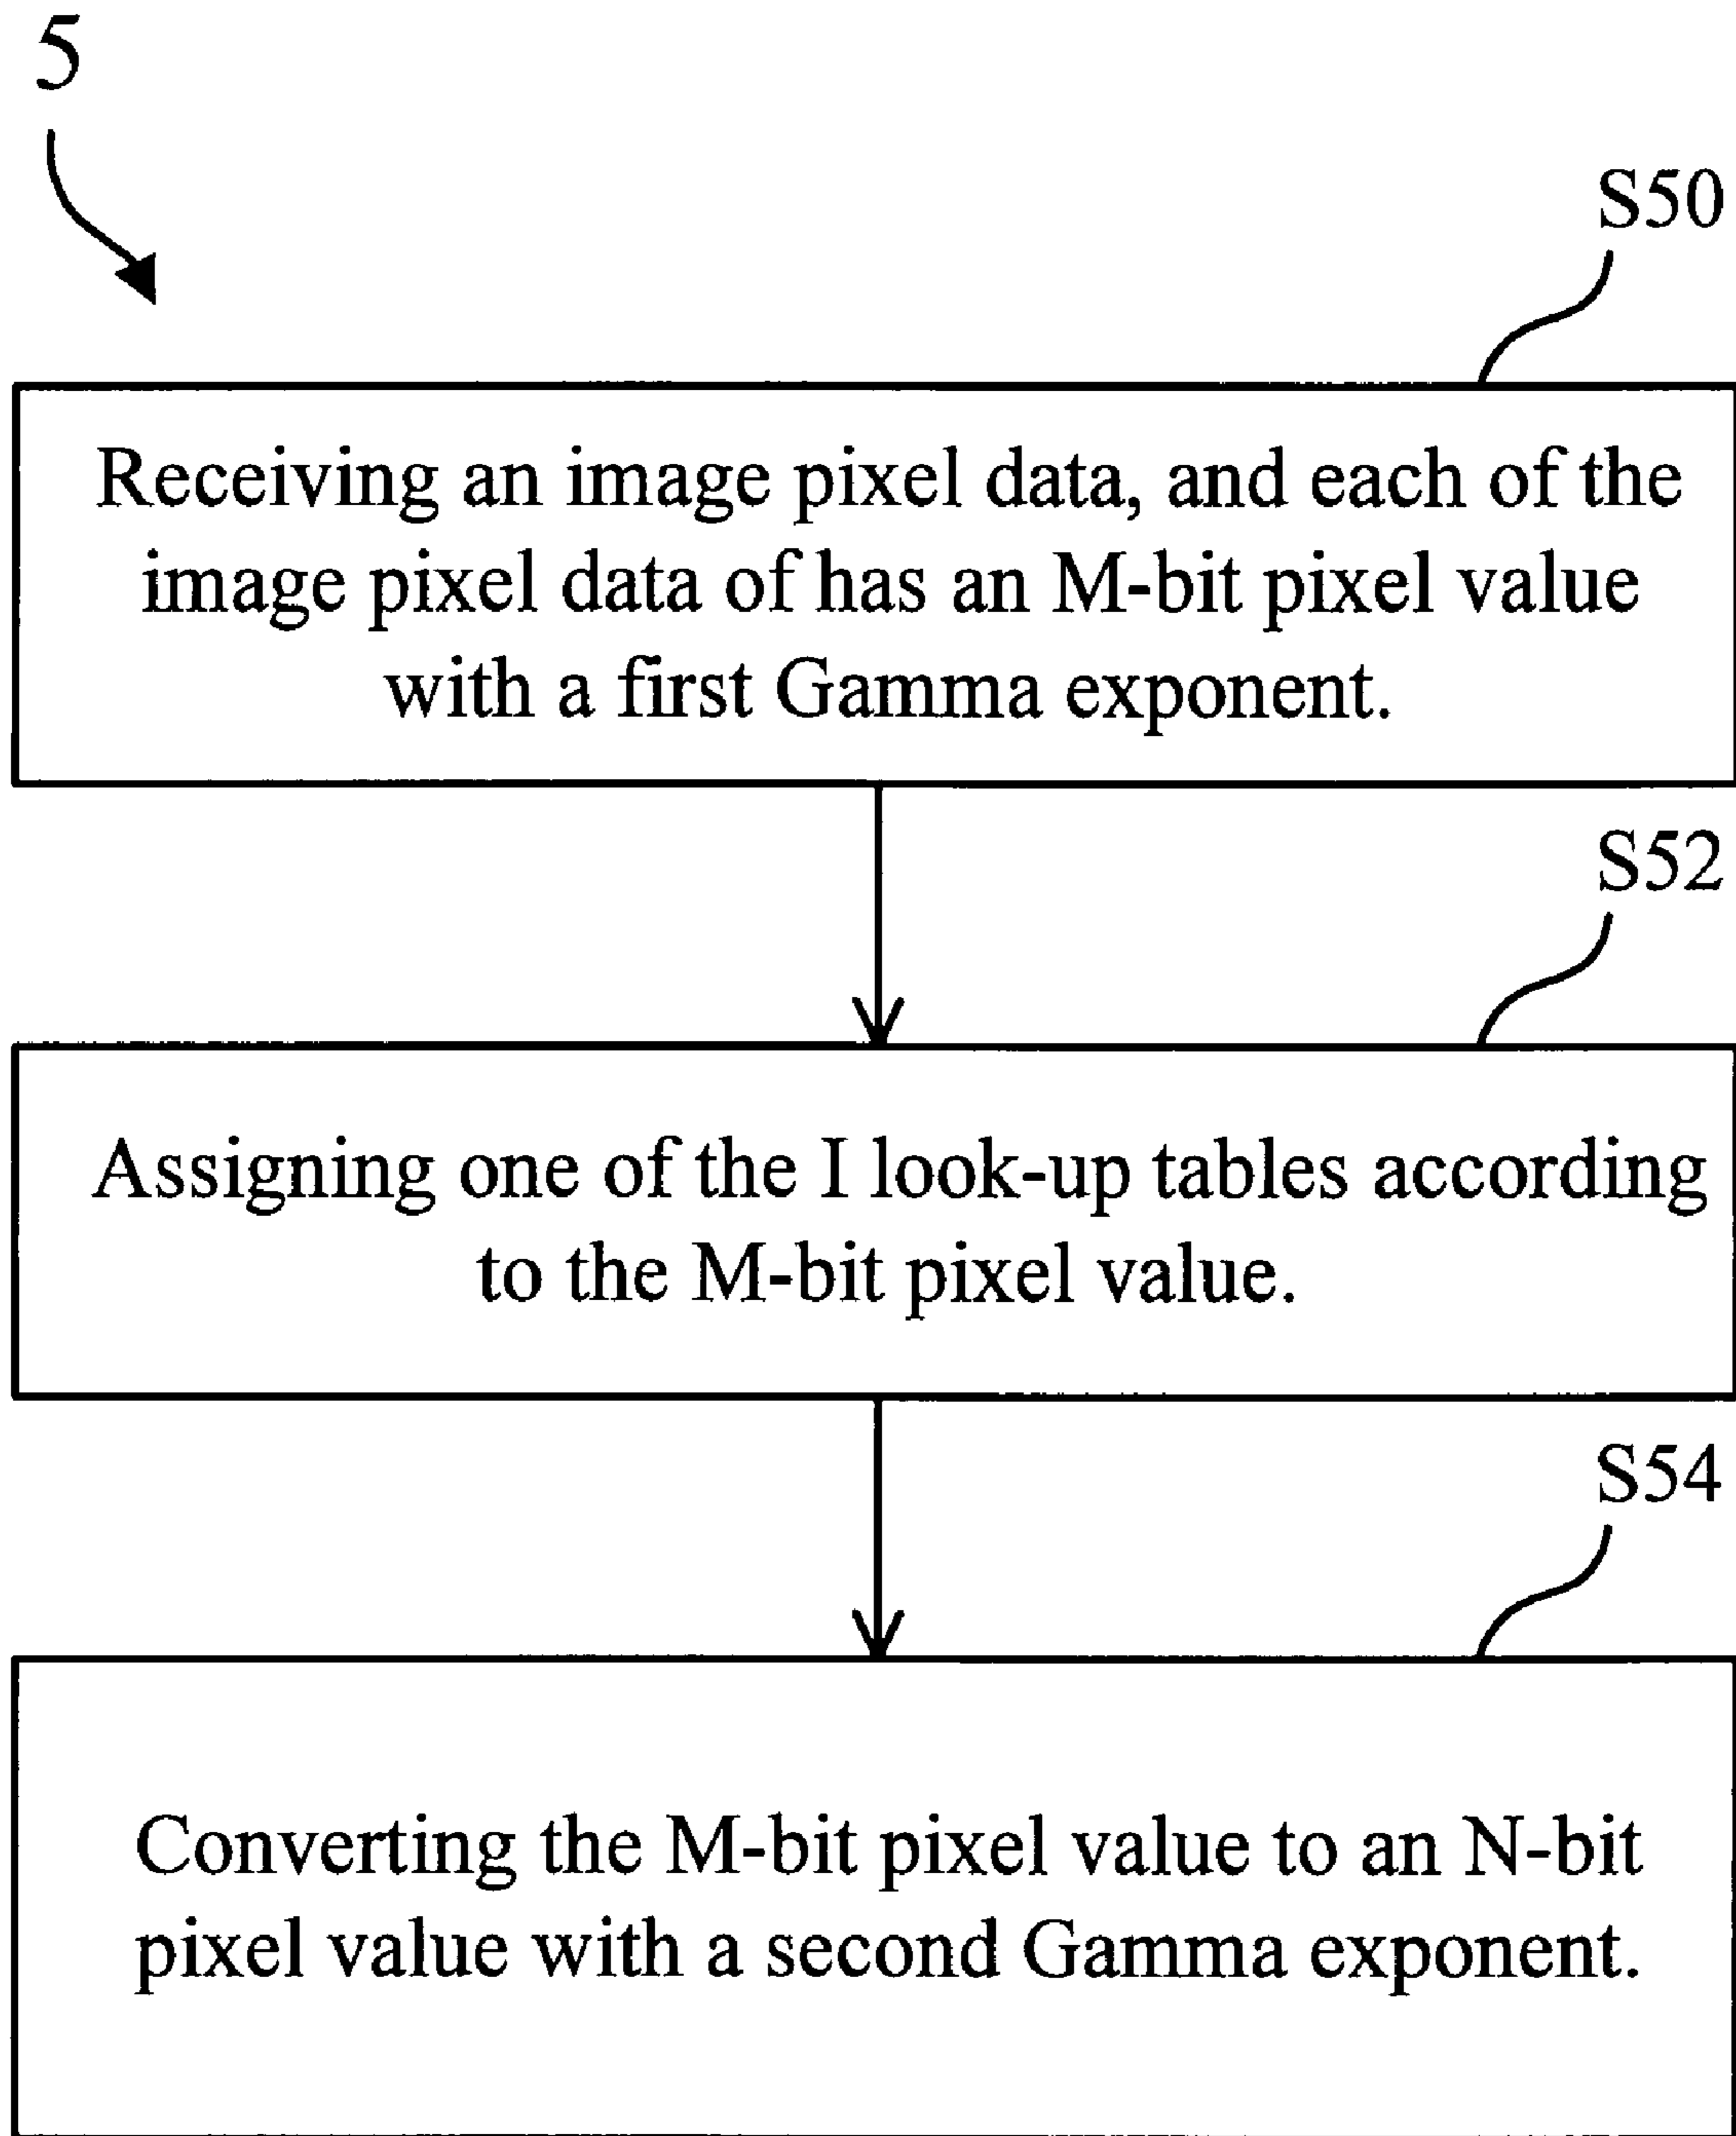 5
S50
Receiving an image pixel data, and each of the
image pixel data of has an M-bit pixel value
with a first Gamma exponent.
S52
Assigning one of the I look-up tables according
to the M-bit pixel value.
S54
Converting the M-bit pixel value to an N-bit
pixel value with a second Gamma exponent.